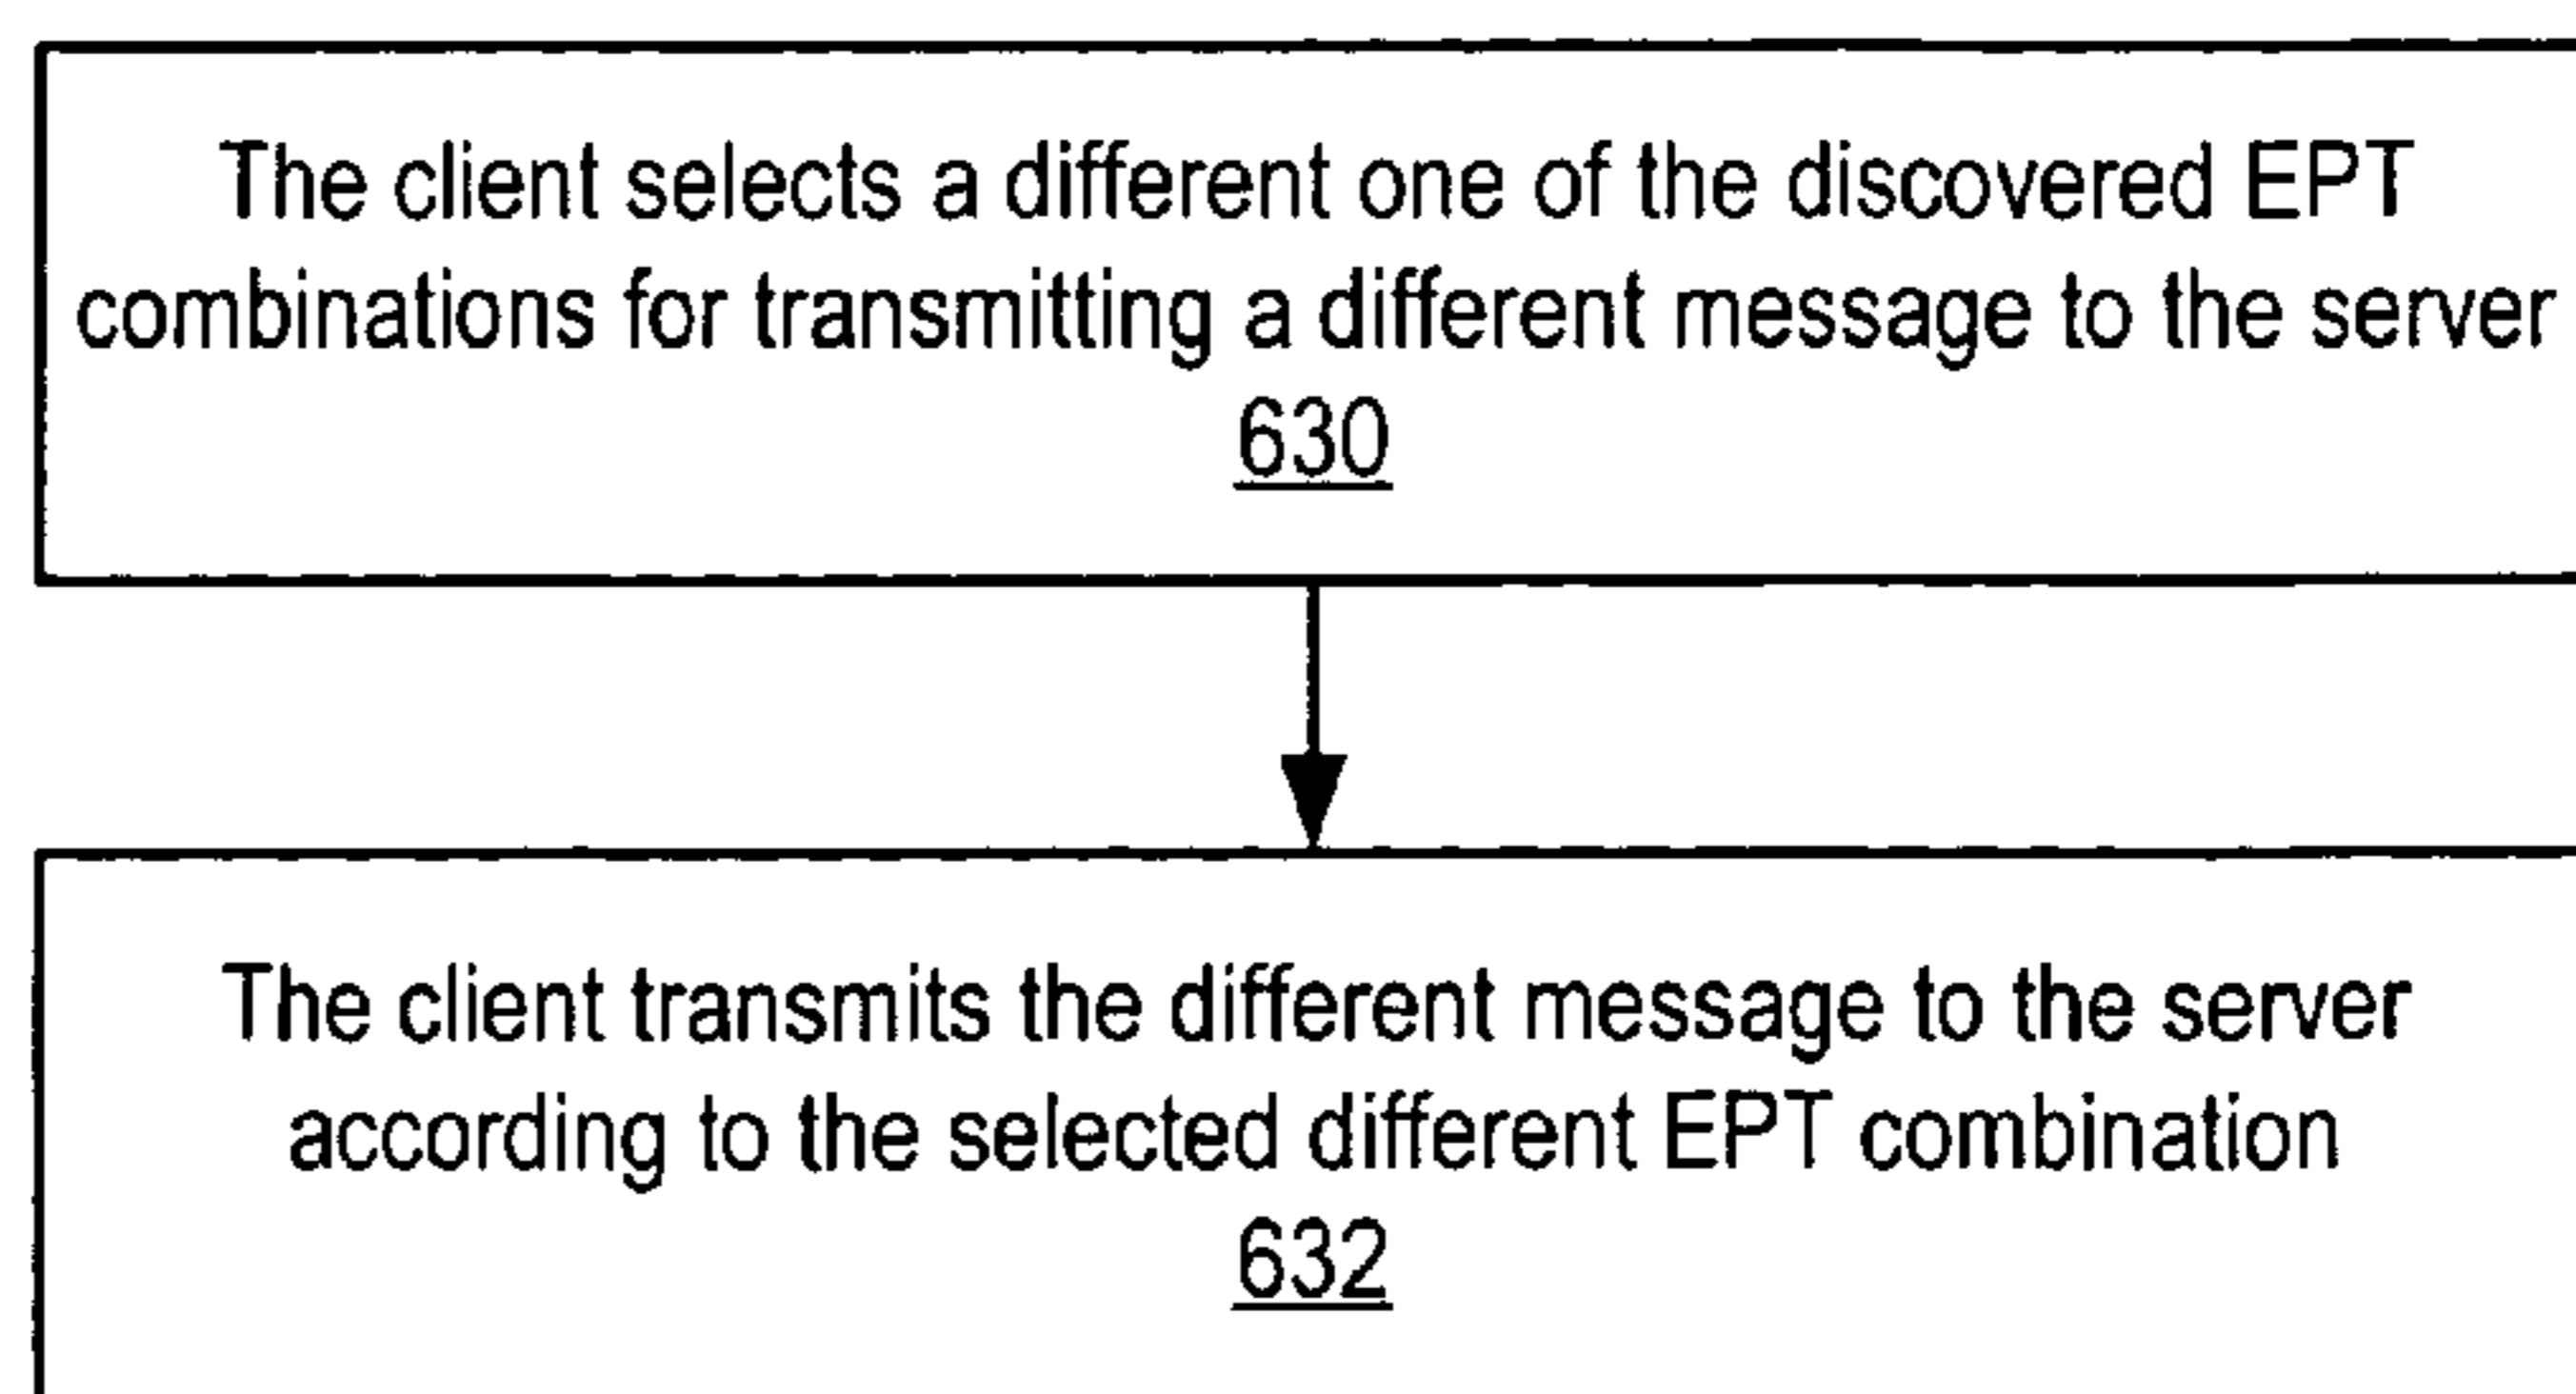 The client selects a different one of the discovered EPT
combinations for transmitting a different message to the server
630
The client transmits the different message to the server
according to the selected different EPT combination
632